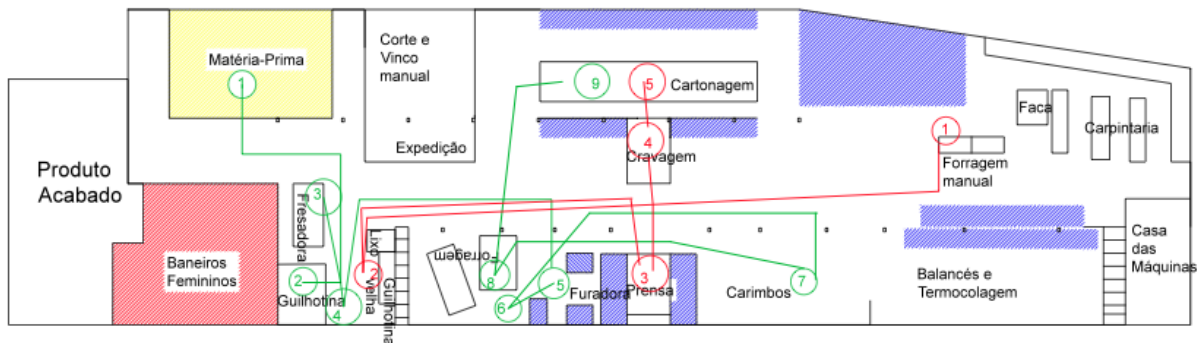 Matéria-Prima
1
Corte e
Vinco
manual
Expedição
9
5
Cartonagem
4
Cravagem
1
Forragem
manual
Faca
Carpintaria
Produto
Acabado
Baneiros
Femininos
3
Fresadora
2
Guilhotina
4
Lixo
2
Guilhotina
velha
Forragem
8
5
6
Furadora
3
Prensa
Carimbos
7
Balancés e
Termocolagem
Casa
das
Máquinas